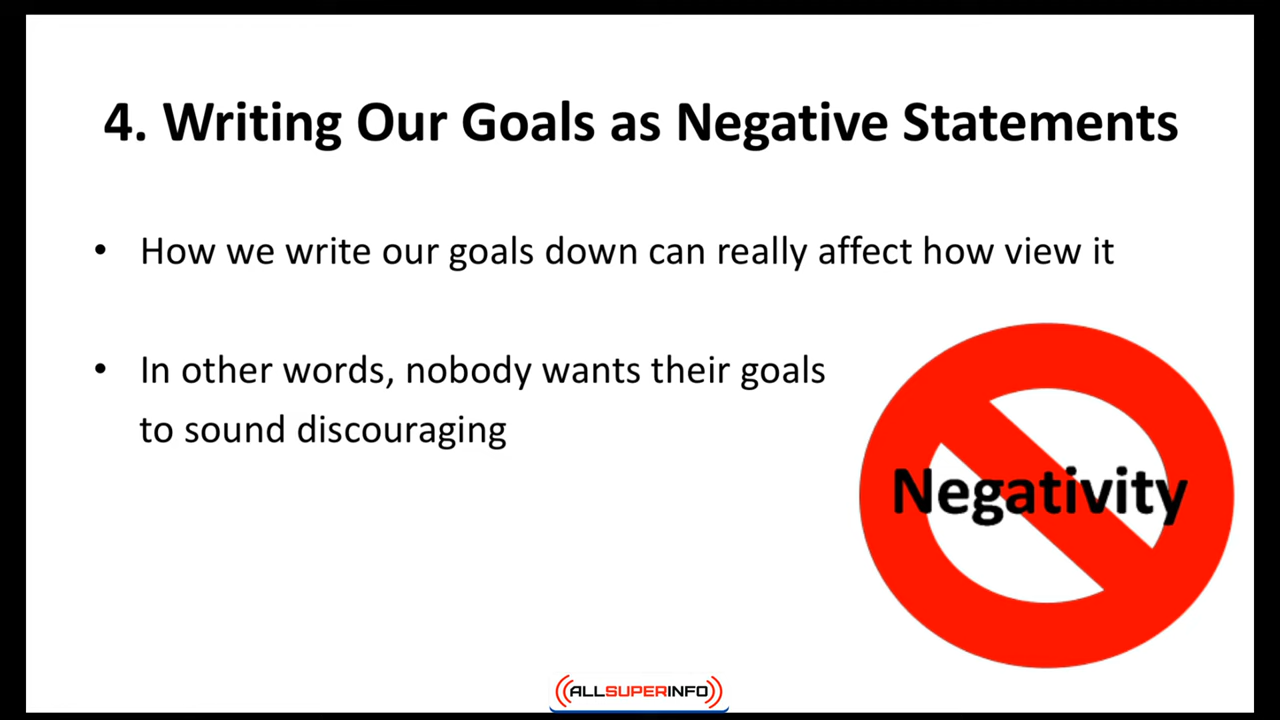 4. Writing Our Goals as Negative Statements
• How we write our goals down can really affect how view it
• In other words, nobody wants their goals
to sound discouraging
Negativity
ALLSUPERINFO